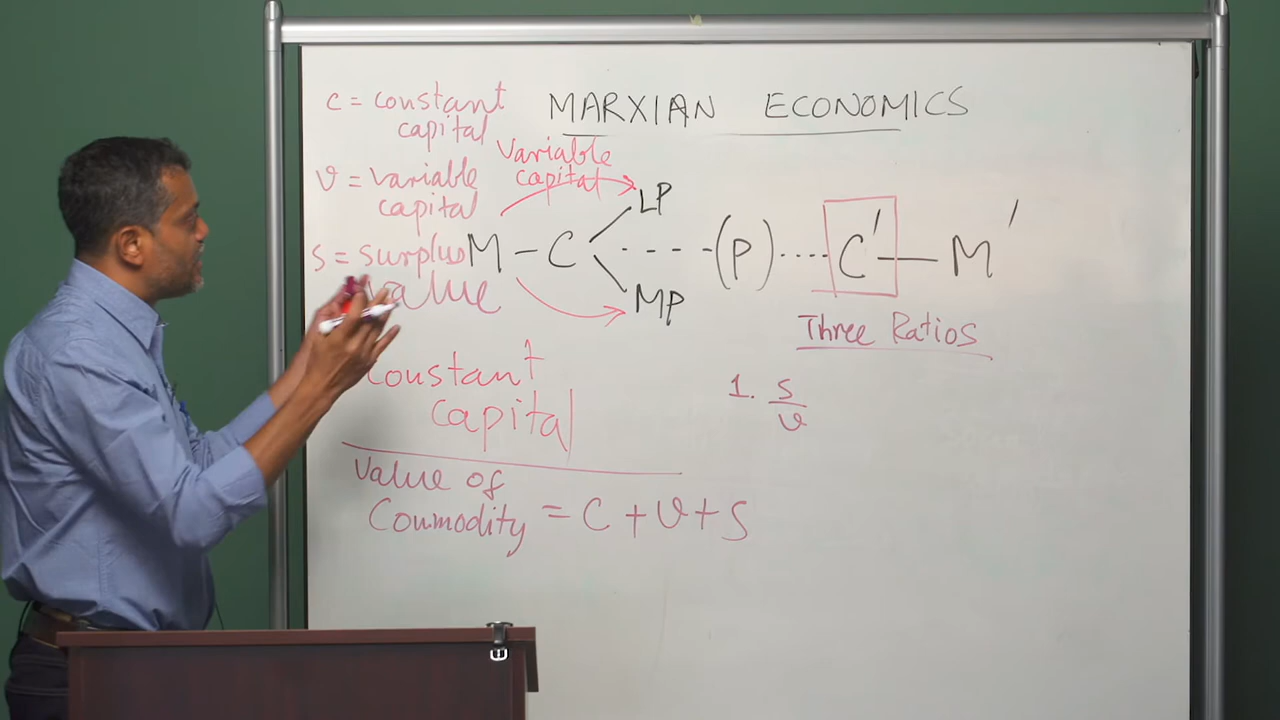 MARXIAN ECONOMICS
c = constant
capital
v = variable
capital
s = surplus
value
Variable
capital
M - C LP MP ---- (P) .... C' — M'
Constant
capital
Value of
Commodity = C + v + s
Three Ratios
1. s/v